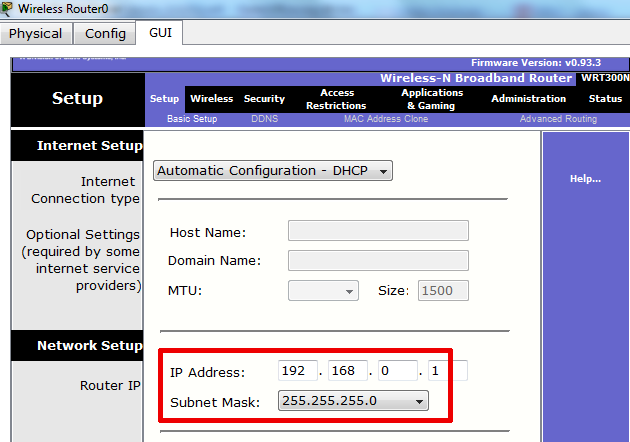 Wireless Router0
Physical Config GUI
Firmware Version: v0.93.3
Wireless-N Broadband Router WRT300N
Setup
Setup Wireless Security Access Restrictions Applications & Gaming Administration Status
Basic Setup DDNS MAC Address Clone Advanced Routing
Internet Setup
Internet
Connection type
Automatic Configuration - DHCP
Help...
Optional Settings
(required by some
internet service
providers)
Host Name:
Domain Name:
MTU: Size: 1500
Network Setup
Router IP
IP Address: 192 . 168 . 0 . 1
Subnet Mask: 255.255.255.0